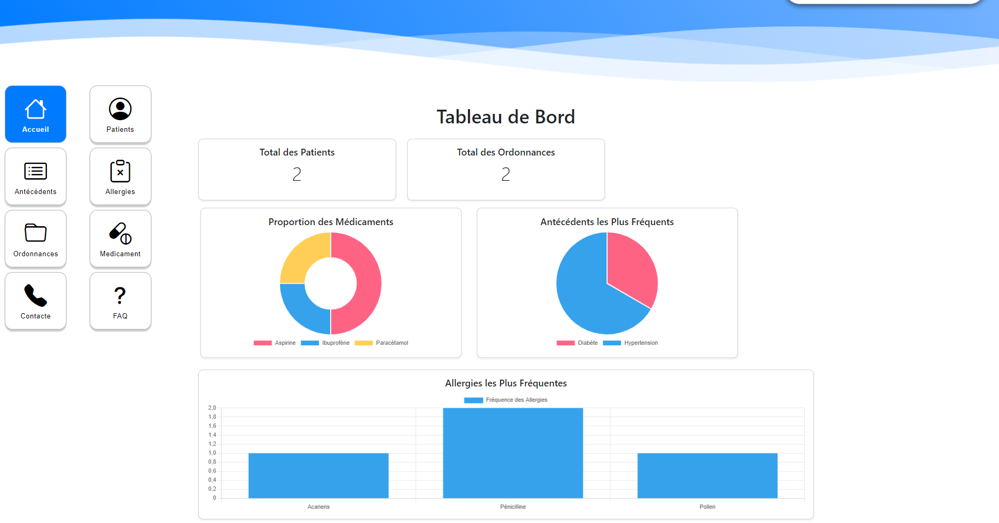 Accueil
Patients
Antécédents
Allergies
Ordonnances
Medicament
Contacte
FAQ
Tableau de Bord
Total des Patients
2
Total des Ordonnances
2
Proportion des Médicaments
Aspirine Ibuprofène Paracétamol
Antécédents les Plus Fréquents
Diabète Hypertension
Allergies les Plus Fréquentes
Fréquence des Allergies
2,0
1,8
1,6
1,4
1,2
1,0
0,8
0,6
0,4
0,2
0
Acariens Pénicilline Pollen